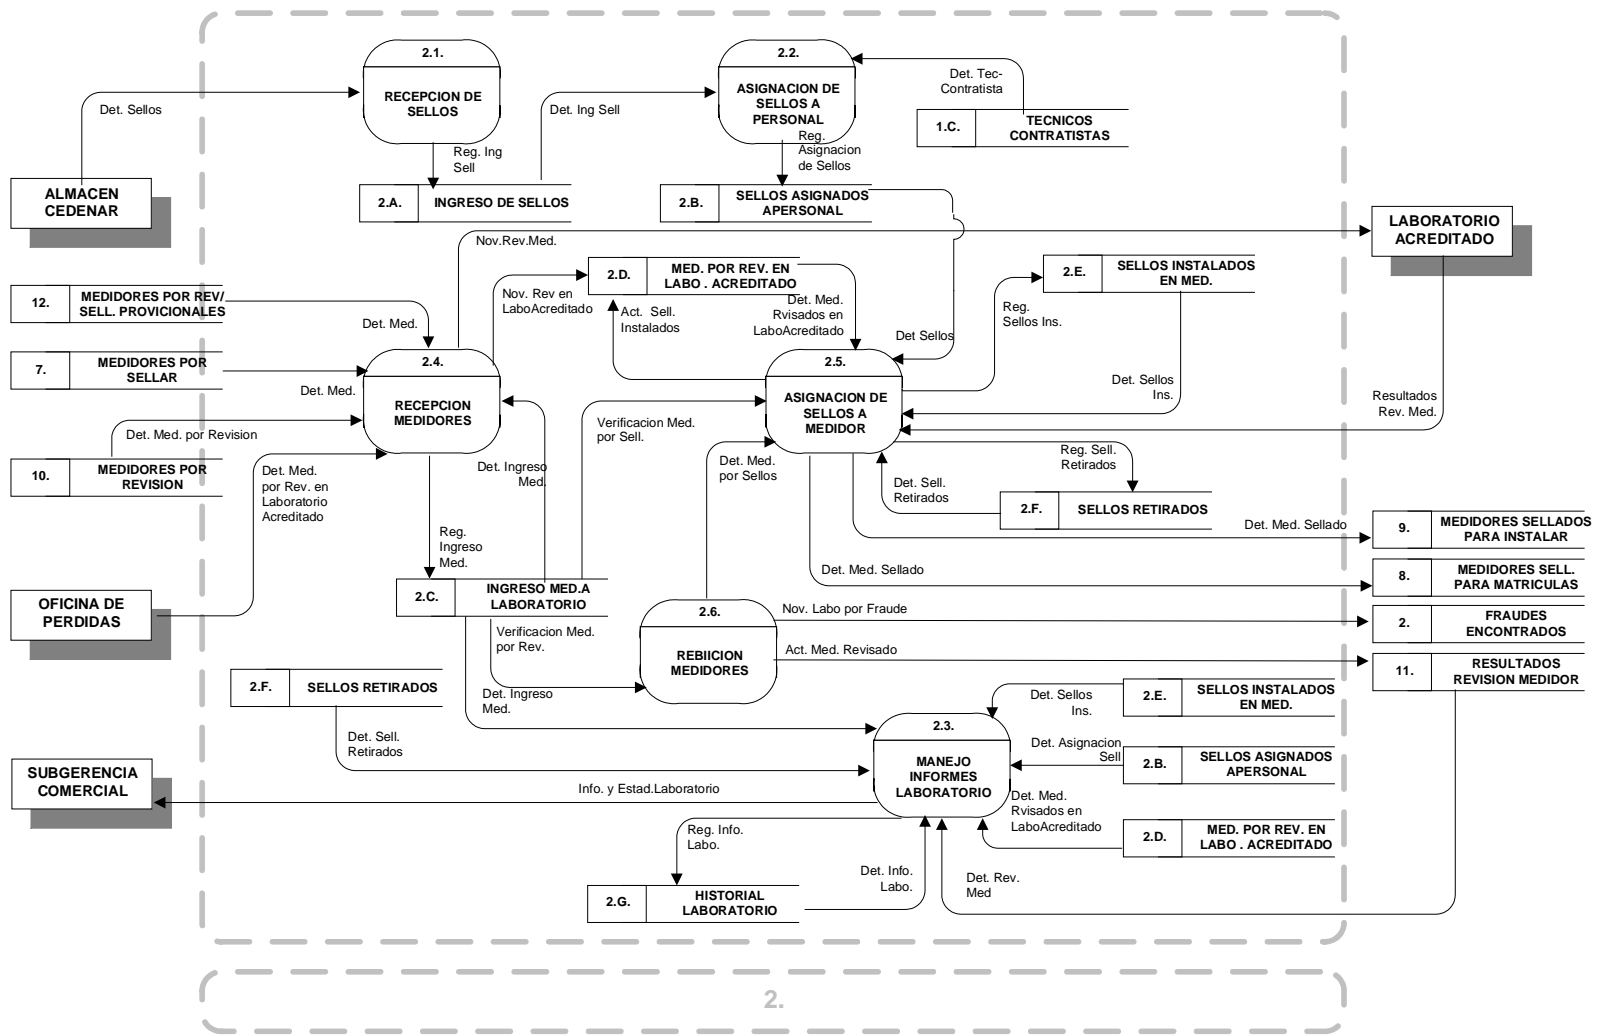 2.1.
RECEPCION DE
SELLOS
2.2.
ASIGNACION DE
SELLOS A
PERSONAL
Det. Tec-
Contratista
1.C.
TECNICOS
CONTRATISTAS
Det. Sellos
Det. Ing Sell
Reg. Ing
Sell
Reg.
Asignacion
de Sellos
ALMACEN
CEDENAR
2.A.
INGRESO DE SELLOS
2.B.
SELLOS ASIGNADOS
APERSONAL
LABORATORIO
ACREDITADO
Nov.Rev.Med.
2.D.
MED. POR REV. EN
LABO . ACREDITADO
2.E.
SELLOS INSTALADOS
EN MED.
12.
MEDIDORES POR REV/
SELL. PROVICIONALES
Nov. Rev en
LaboAcreditado
Act. Sell.
Instalados
Det. Med.
Rvisados en
LaboAcreditado
Reg.
Sellos Ins.
Det. Med.
Det Sellos
7.
MEDIDORES POR
SELLAR
2.4.
RECEPCION
MEDIDORES
2.5.
ASIGNACION DE
SELLOS A
MEDIDOR
Det. Sellos
Ins.
Det. Med.
Resultados
Rev. Med.
Verificacion Med.
por Sell.
Det. Med. por Revision
10.
MEDIDORES POR
REVISION
Det. Med.
por Rev. en
Laboratorio
Acreditado
Det. Ingreso
Med.
Det. Med.
por Sellos
Det. Sell.
Retirados
Reg. Sell.
Retirados
2.F.
SELLOS RETIRADOS
Det. Med. Sellado
9.
MEDIDORES SELLADOS
PARA INSTALAR
Reg.
Ingreso
Med.
Det. Med. Sellado
8.
MEDIDORES SELL.
PARA MATRICULAS
OFICINA DE
PERDIDAS
2.C.
INGRESO MED.A
LABORATORIO
2.6.
REBIICION
MEDIDORES
Nov. Labo por Fraude
2.
FRAUDES
ENCONTRADOS
Verificacion Med.
por Rev.
Act. Med. Revisado
11.
RESULTADOS
REVISION MEDIDOR
2.F.
SELLOS RETIRADOS
Det. Ingreso
Med.
Det. Sellos
Ins.
2.E.
SELLOS INSTALADOS
EN MED.
Det. Sell.
Retirados
2.3.
MANEJO
INFORMES
LABORATORIO
Det. Asignacion
Sell
2.B.
SELLOS ASIGNADOS
APERSONAL
SUBGERENCIA
COMERCIAL
Info. y Estad.Laboratorio
Det. Med.
Rvisados en
LaboAcreditado
2.D.
MED. POR REV. EN
LABO . ACREDITADO
Reg. Info.
Labo.
Det. Info.
Labo.
Det. Rev.
Med
2.G.
HISTORIAL
LABORATORIO
2.